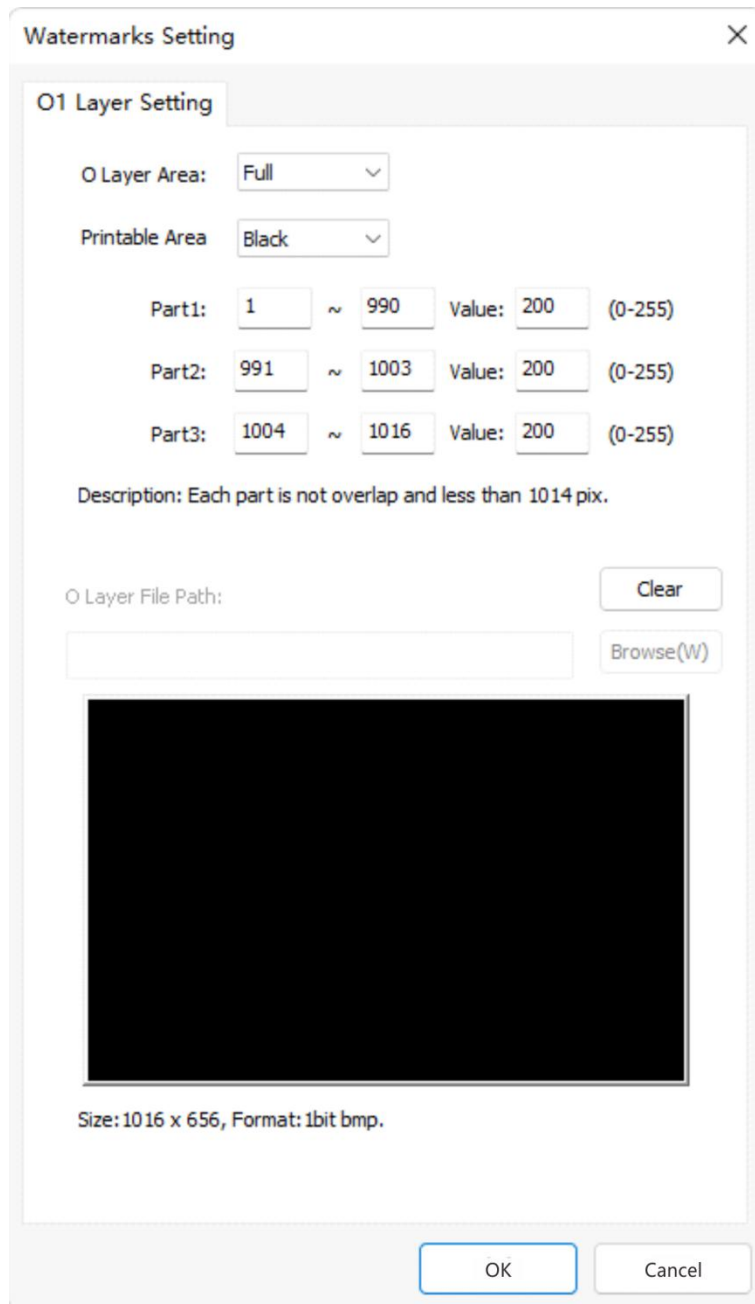 Watermarks Setting
O1 Layer Setting
O Layer Area: Full
Printable Area Black
Part1: 1 ~ 990 Value: 200 (0-255)
Part2: 991 ~ 1003 Value: 200 (0-255)
Part3: 1004 ~ 1016 Value: 200 (0-255)
Description: Each part is not overlap and less than 1014 pix.
O Layer File Path: Clear
Browse(W)
Size:1016 x 656, Format:1bit bmp.
OK Cancel